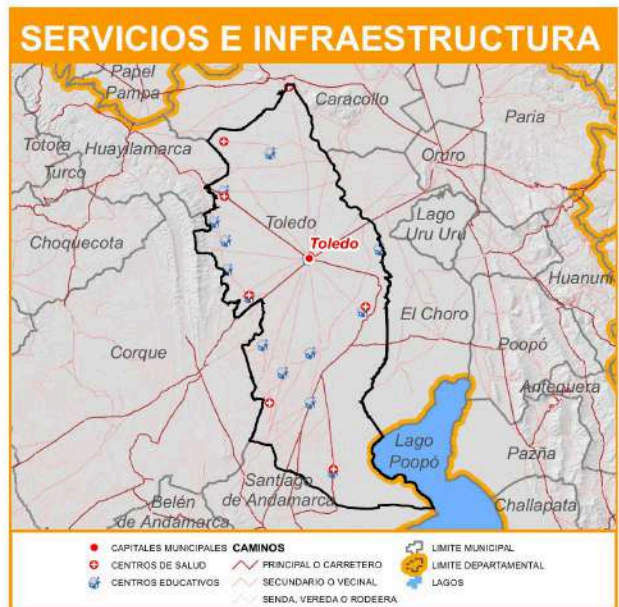 SERVICIOS E INFRAESTRUCTURA
Papel
Pampa
Caracollo
Paria
Totora
Huayllamarca
Turco
Oruro
Toledo
Lago
Uru Uru
Choquecota
Toledo
Huanuni
El Choro
Corque
Poopó
Antequera
Lago
Poopó
Pazña
Santiago
de Andamarca
Belén
de Andamarca
Challapata
CAPITALES MUNICIPALES
CENTROS DE SALUD
CENTROS EDUCATIVOS
CAMINOS
PRINCIPAL O CARRETERO
SECUNDARIO O VECINAL
SENDA, VEREDA O RODEERA
LIMITE MUNICIPAL
LIMITE DEPARTAMENTAL
LAGOS